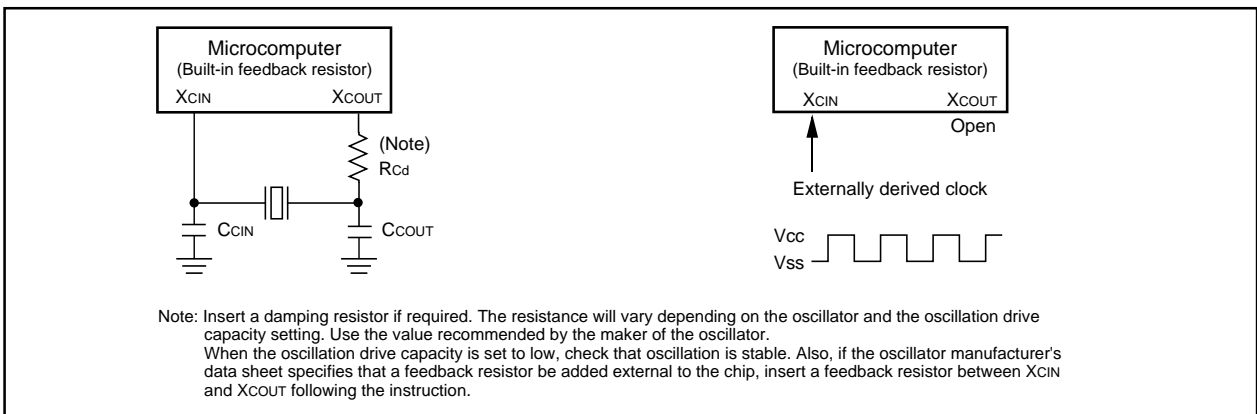 Microcomputer
(Built-in feedback resistor)
XCIN XCOUT
(Note)
RCd
CCIN CCOUT
Microcomputer
(Built-in feedback resistor)
XCIN XCOUT
Open
Externally derived clock
Vcc
Vss
Note: Insert a damping resistor if required. The resistance will vary depending on the oscillator and the oscillation drive
capacity setting. Use the value recommended by the maker of the oscillator.
When the oscillation drive capacity is set to low, check that oscillation is stable. Also, if the oscillator manufacturer's
data sheet specifies that a feedback resistor be added external to the chip, insert a feedback resistor between XCIN
and XCOUT following the instruction.